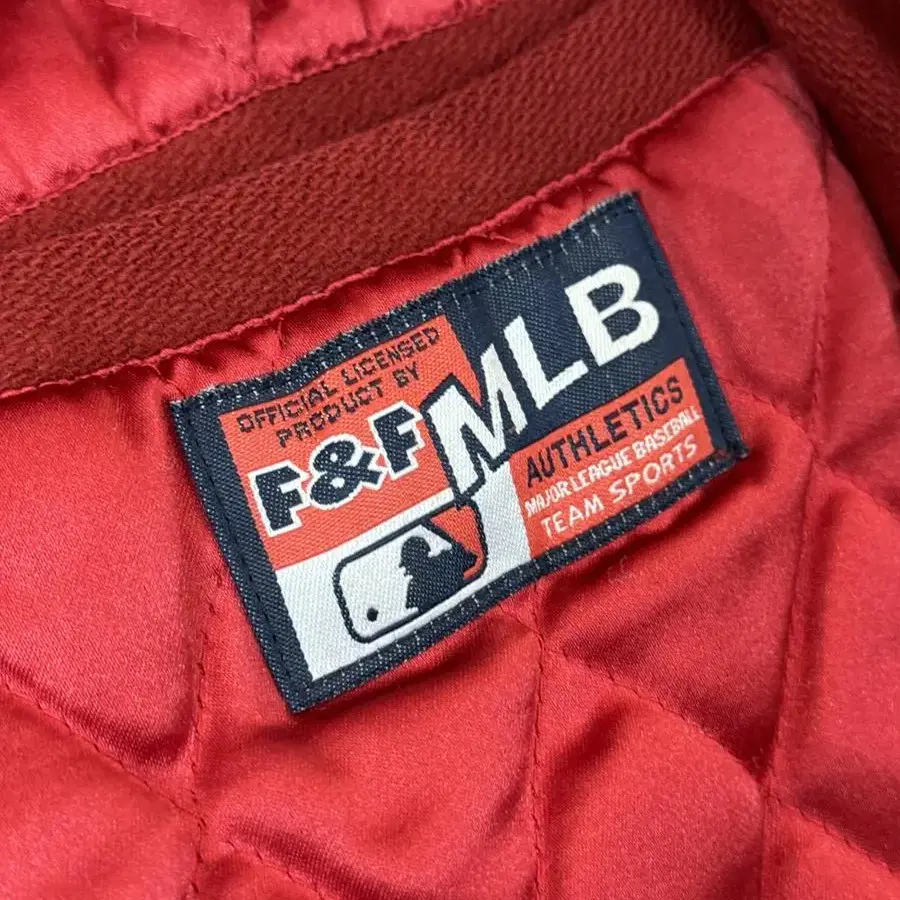 OFFICIAL LICENSED
PRODUCT BY
F&F
MLB
AUTHLETICS
MAJOR LEAGUE BASEBALL
TEAM SPORTS